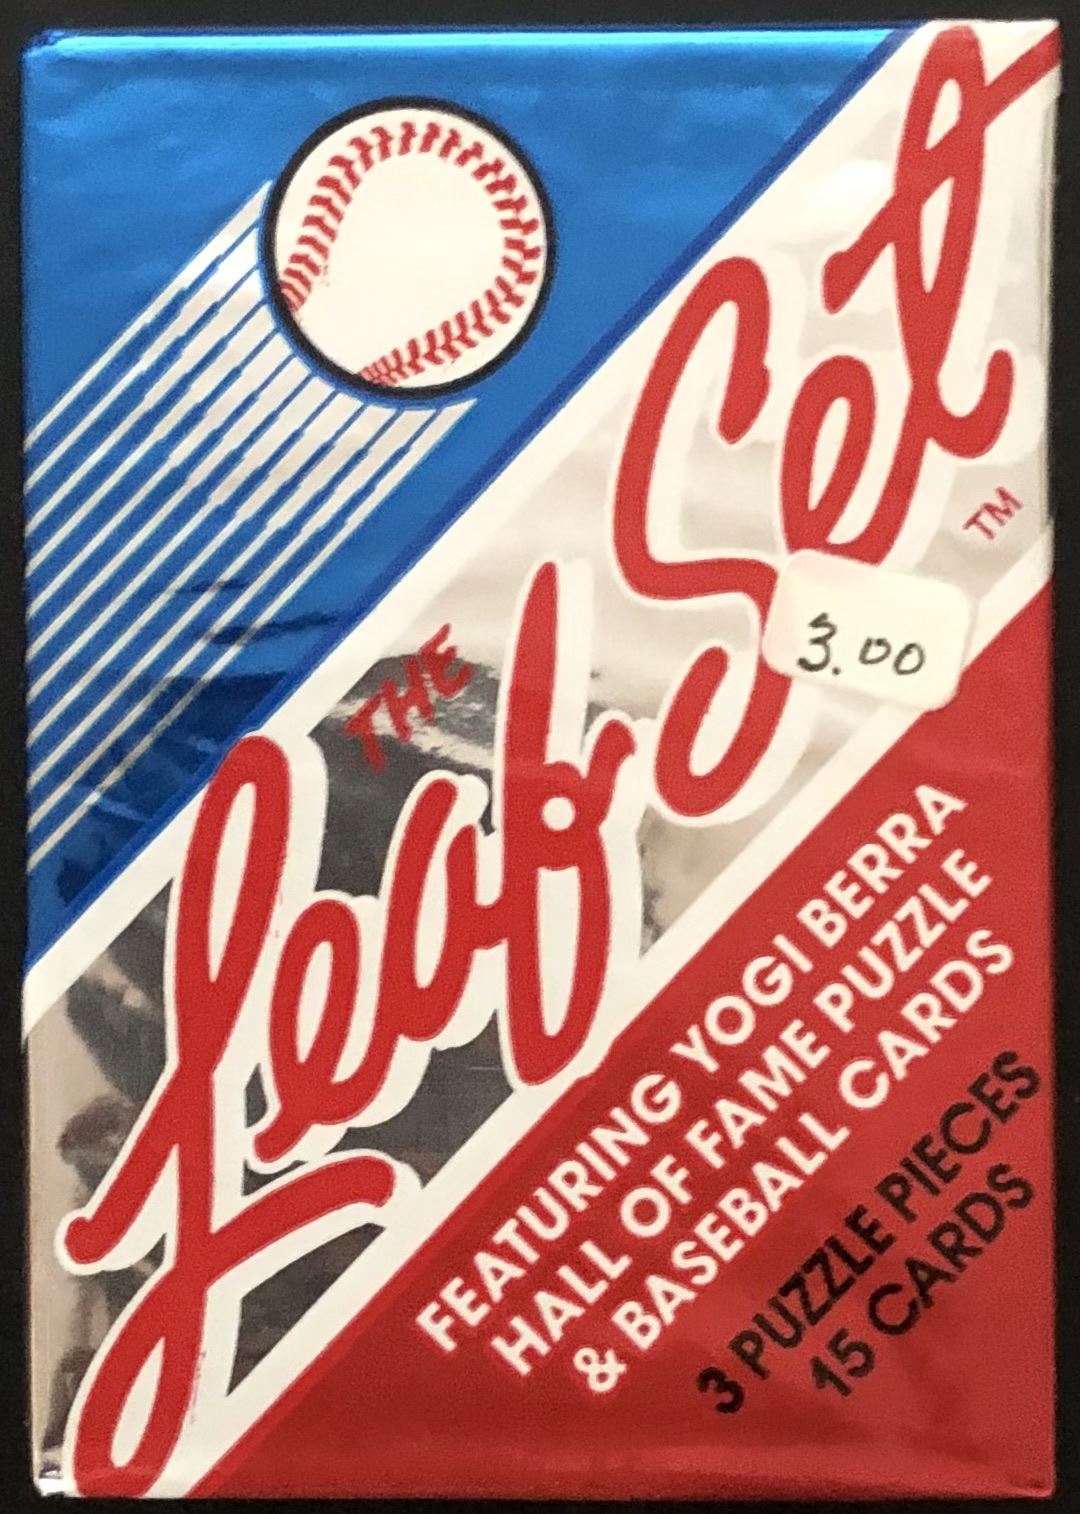 THE
Leaf Set
TM
3.00
FEATURING YOGI BERRA
HALL OF FAME PUZZLE
& BASEBALL CARDS
3 PUZZLE PIECES
15 CARDS